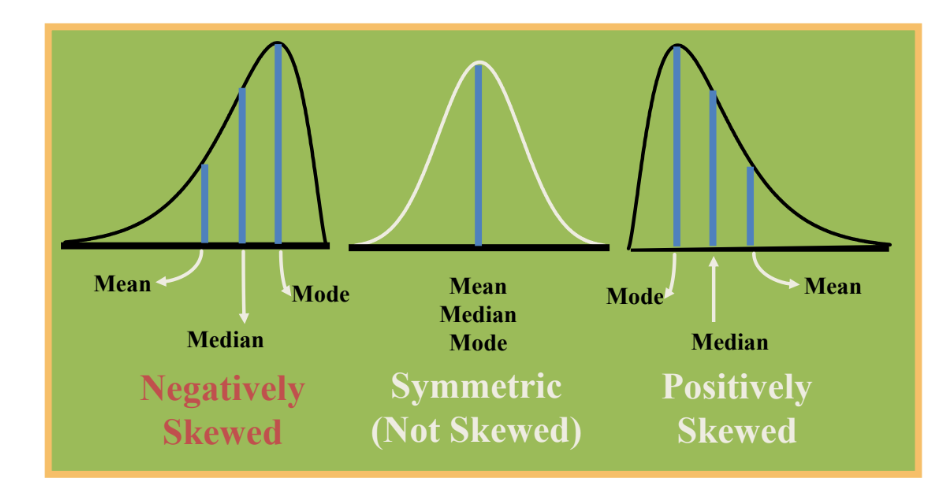 Mean
Mode
Median
Negatively
Skewed
Mean
Median
Mode
Symmetric
(Not Skewed)
Mode
Mean
Median
Positively
Skewed